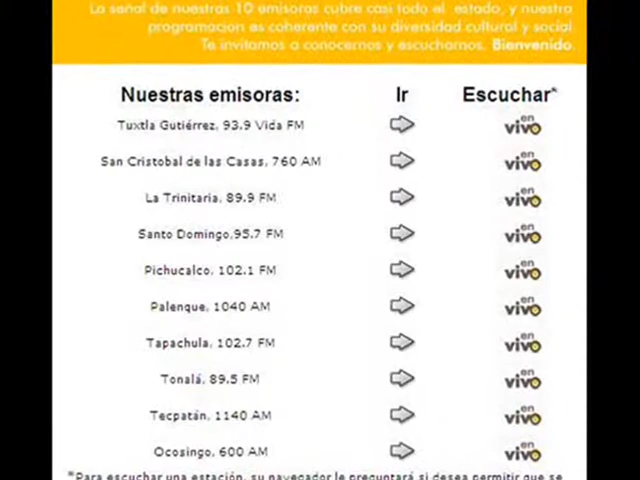 La señal de nuestras 10 emisoras cubre casi todo el estado, y nuestra
programacion es coherente con su diversidad cultural y social.
Te invitamos a conocernos y escucharnos. Bienvenido.
Nuestras emisoras: Ir Escuchar*
Tuxtla Gutiérrez, 93.9 Vida FM en vivo
San Cristobal de las Casas, 760 AM en vivo
La Trinitaria, 89.9 FM en vivo
Santo Domingo,95.7 FM en vivo
Pichucalco, 102.1 FM en vivo
Palenque, 1040 AM en vivo
Tapachula, 102.7 FM en vivo
Tonalá, 89.5 FM en vivo
Tecpatán, 1140 AM en vivo
Ocosingo, 600 AM en vivo
*Para escuchar una estación, su navegador le preguntará si desea permitir que se